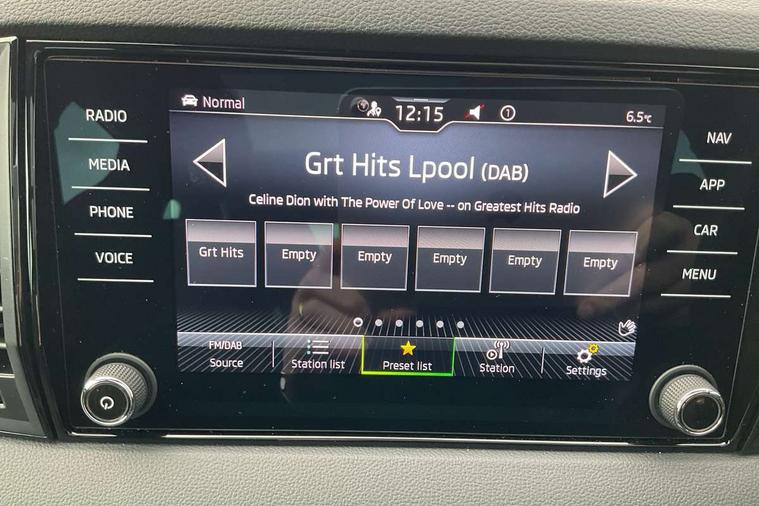 RADIO
MEDIA
PHONE
VOICE
Normal
12:15
1
6.5°C
Grt Hits Lpool (DAB)
Celine Dion with The Power Of Love -- on Greatest Hits Radio
Grt Hits
Empty
Empty
Empty
Empty
Empty
FM/DAB
Source
Station list
Preset list
Station
Settings
NAV
APP
CAR
MENU